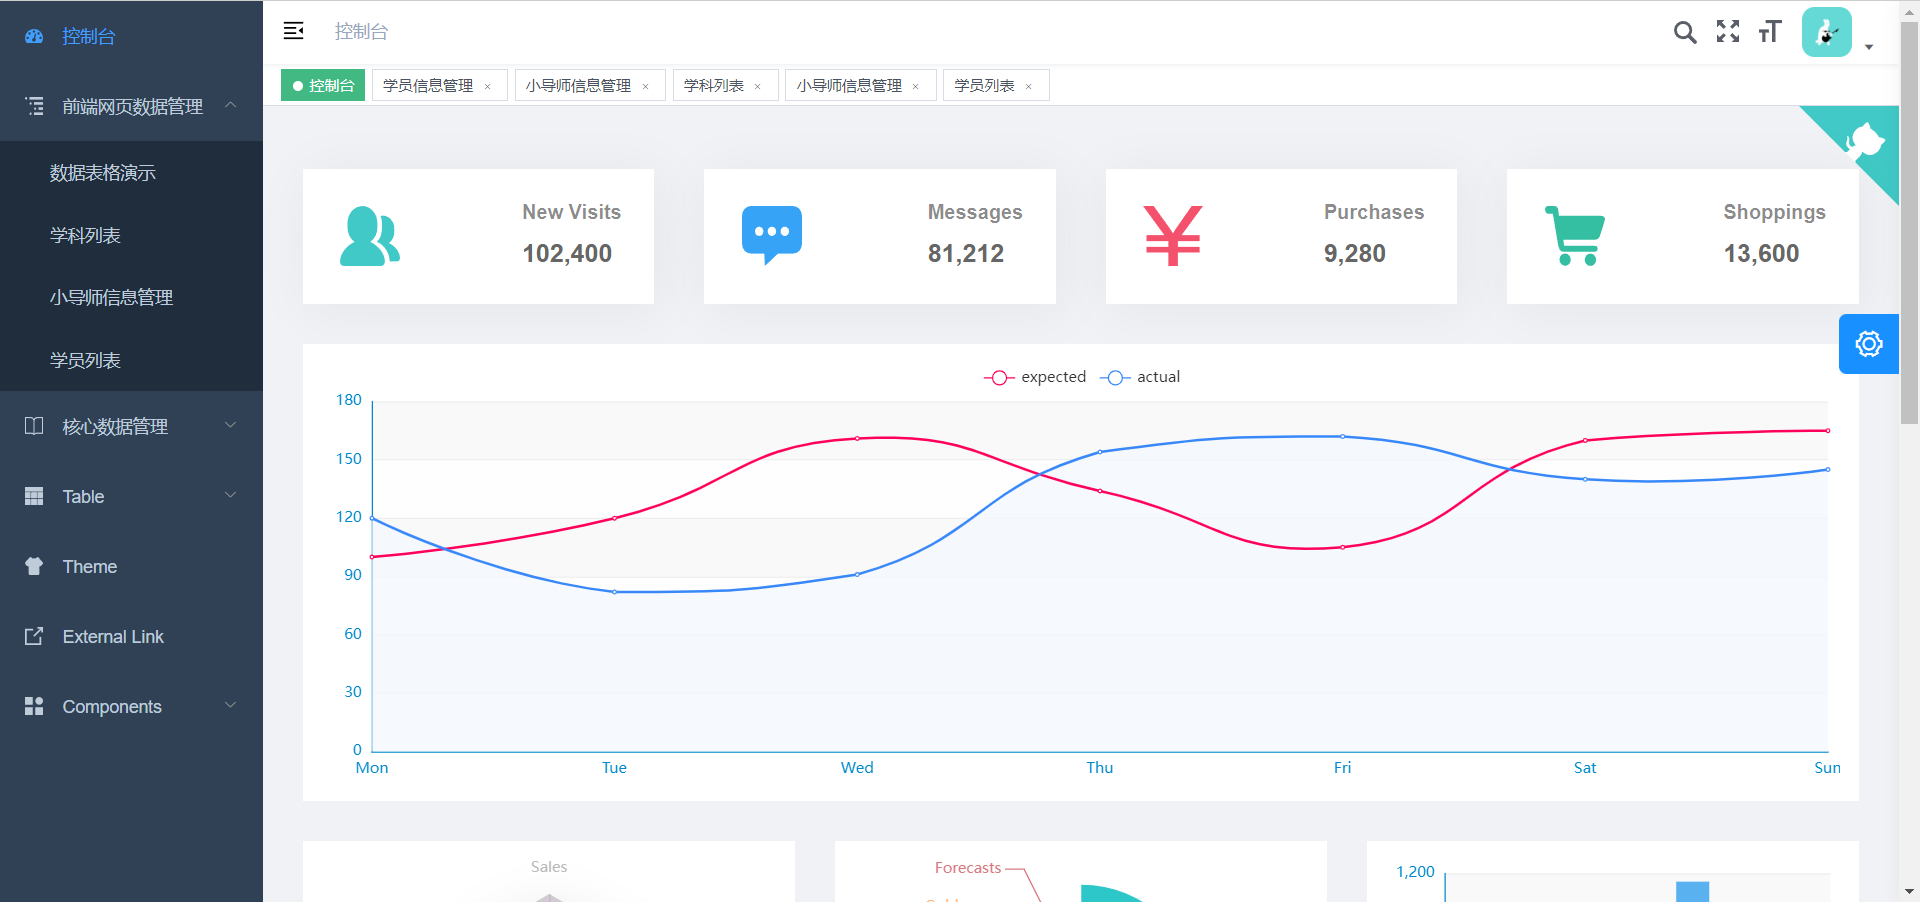 控制台
前端网页数据管理
数据表格演示
学科列表
小导师信息管理
学员列表
核心数据管理
Table
Theme
External Link
Components
控制台
控制台 学员信息管理 × 小导师信息管理 × 学科列表 × 小导师信息管理 × 学员列表 ×
New Visits
102,400
Messages
81,212
Purchases
9,280
Shoppings
13,600
expected actual
180
150
120
90
60
30
0
Mon Tue Wed Thu Fri Sat Sun
Sales
Forecasts
1,200